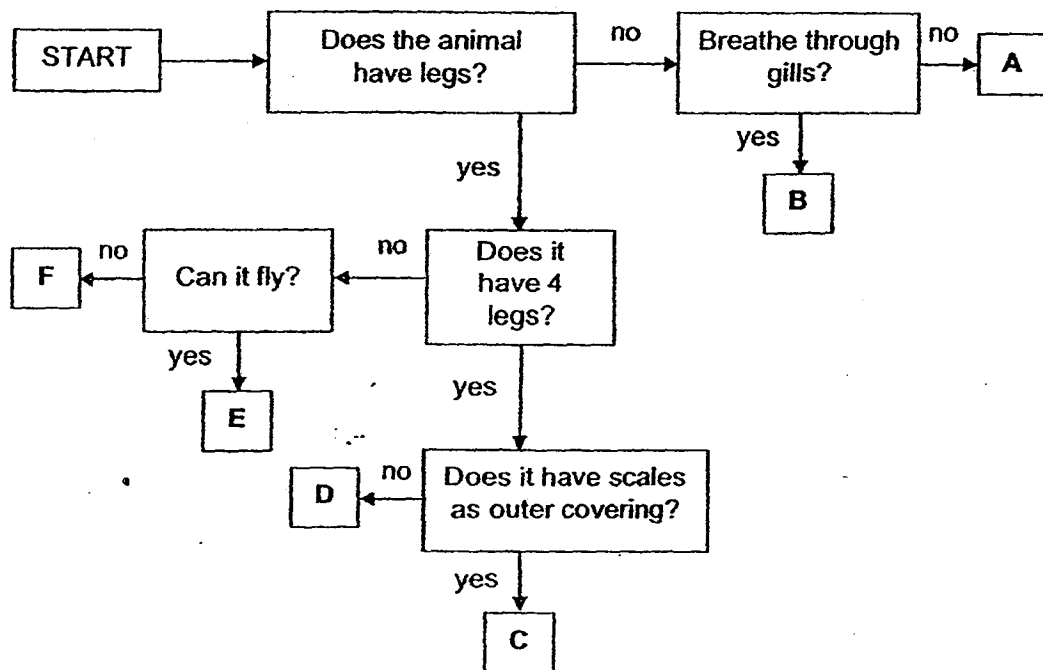 START
Does the animal
have legs?
no
Breathe through
gills?
no
A
yes
yes
B
F
no
Can it fly?
no
Does it
have 4
legs?
yes
E
yes
D
no
Does it have scales
as outer covering?
yes
C